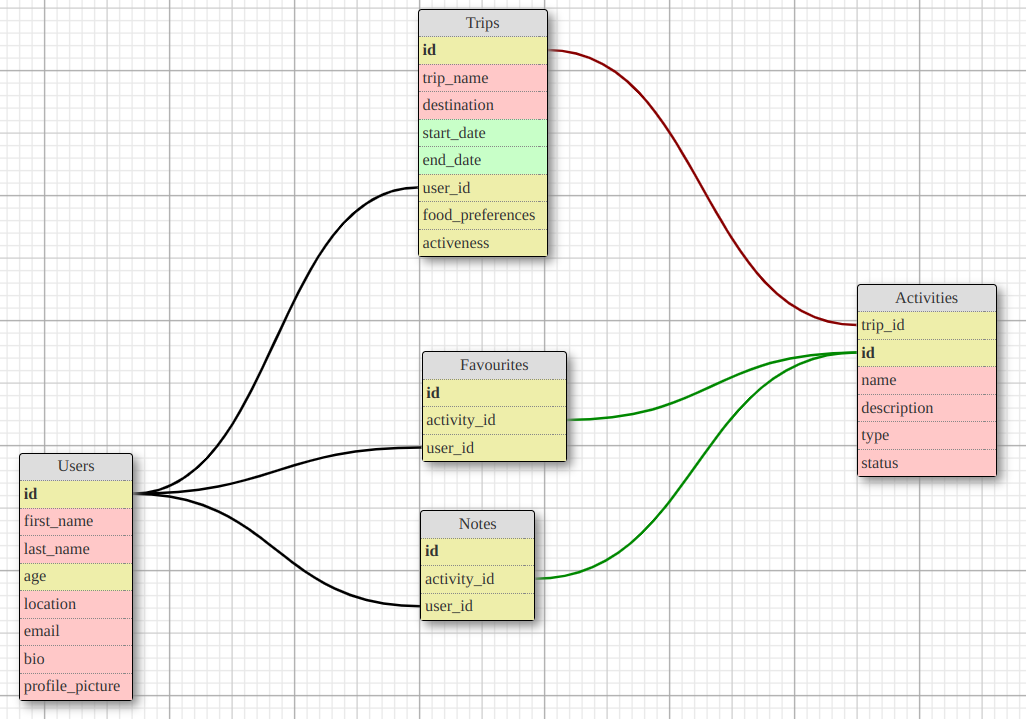 Trips
id
trip_name
destination
start_date
end_date
user_id
food_preferences
activeness
Activities
trip_id
id
name
description
type
status
Favourites
id
activity_id
user_id
Users
id
first_name
last_name
age
location
email
bio
profile_picture
Notes
id
activity_id
user_id